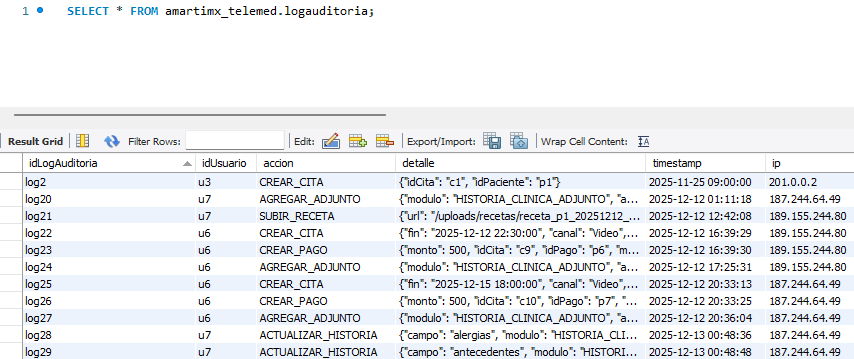 1 SELECT * FROM amartimx_telemed.logauditoria;
Result Grid Filter Rows: Edit: Export/Import: Wrap Cell Content:
idLogAuditoria idUsuario accion detalle timestamp ip
log2 u3 CREAR_CITA {"idCita": "c1", "idPaciente": "p1"} 2025-11-25 09:00:00 201.0.0.2
log20 u7 AGREGAR_ADJUNTO {"modulo": "HISTORIA_CLINICA_ADJUNTO", "a... 2025-12-12 01:11:18 187.244.64.49
log21 u7 SUBIR_RECETA {"url": "/uploads/recetas/receta_p1_20251212_... 2025-12-12 12:42:08 189.155.244.80
log22 u6 CREAR_CITA {"fin": "2025-12-12 22:30:00", "canal": "Video",... 2025-12-12 16:39:29 189.155.244.80
log23 u6 CREAR_PAGO {"monto": 500, "idCita": "c9", "idPago": "p6", "m... 2025-12-12 16:39:30 189.155.244.80
log24 u6 AGREGAR_ADJUNTO {"modulo": "HISTORIA_CLINICA_ADJUNTO", "a... 2025-12-12 17:25:31 189.155.244.80
log25 u6 CREAR_CITA {"fin": "2025-12-15 18:00:00", "canal": "Video",... 2025-12-12 20:33:13 187.244.64.49
log26 u6 CREAR_PAGO {"monto": 500, "idCita": "c10", "idPago": "p7", "... 2025-12-12 20:33:25 187.244.64.49
log27 u6 AGREGAR_ADJUNTO {"modulo": "HISTORIA_CLINICA_ADJUNTO", "a... 2025-12-12 20:36:04 187.244.64.49
log28 u7 ACTUALIZAR_HISTORIA {"campo": "alergias", "modulo": "HISTORIA_CLI... 2025-12-13 00:48:36 187.244.64.49
log29 u7 ACTUALIZAR_HISTORIA {"campo": "antecedentes", "modulo": "HISTORI... 2025-12-13 00:48:48 187.244.64.49